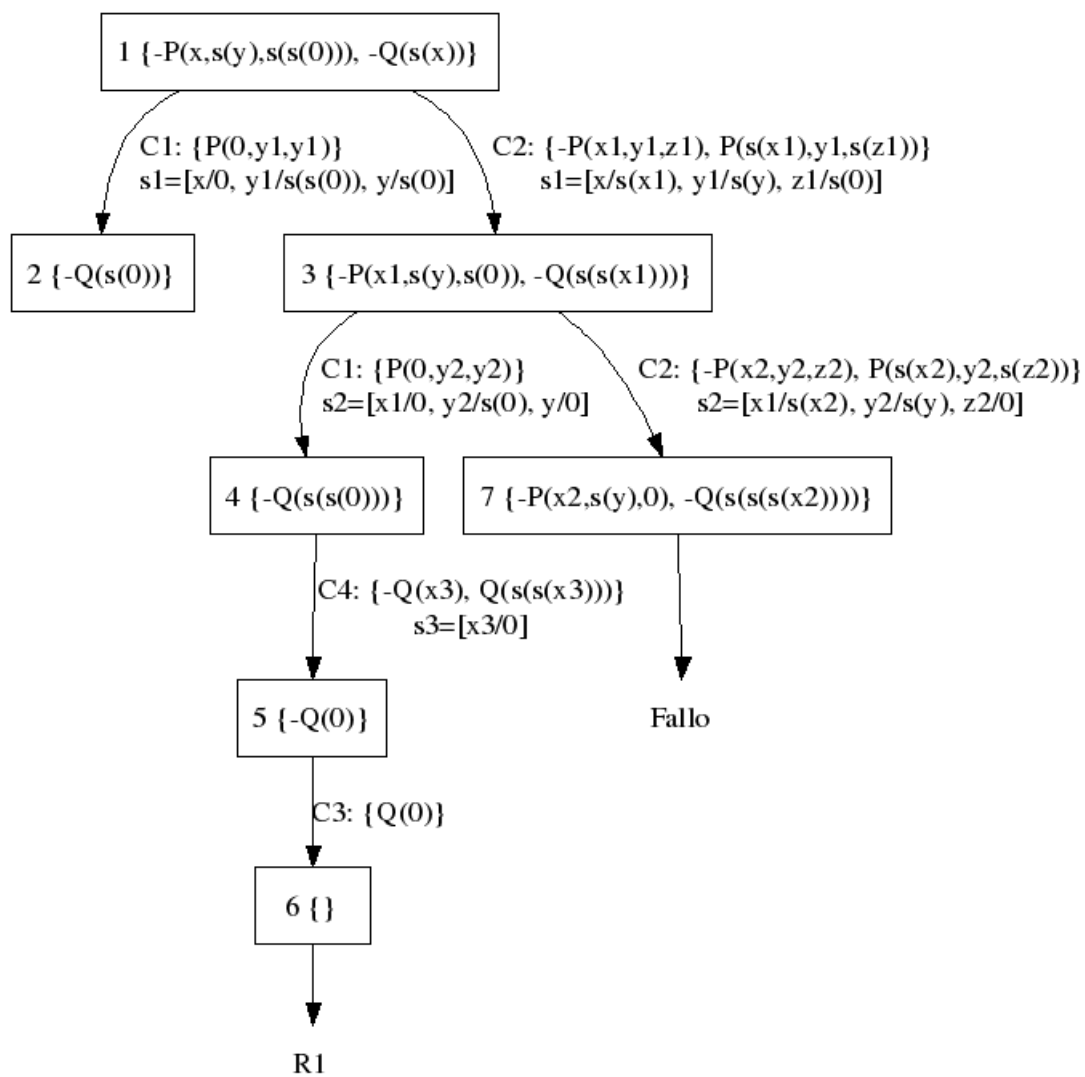 1 {-P(x,s(y),s(s(0))), -Q(s(x))}
C1: {P(0,y1,y1)}
s1=[x/0, y1/s(s(0)), y/s(0)]
C2: {-P(x1,y1,z1), P(s(x1),y1,s(z1))}
s1=[x/s(x1), y1/s(y), z1/s(0)]
2 {-Q(s(0))}
3 {-P(x1,s(y),s(0)), -Q(s(s(x1)))}
C1: {P(0,y2,y2)}
s2=[x1/0, y2/s(0), y/0]
C2: {-P(x2,y2,z2), P(s(x2),y2,s(z2))}
s2=[x1/s(x2), y2/s(y), z2/0]
4 {-Q(s(s(0)))}
7 {-P(x2,s(y),0), -Q(s(s(s(x2))))}
C4: {-Q(x3), Q(s(s(x3)))}
s3=[x3/0]
5 {-Q(0)}
Fallo
C3: {Q(0)}
6 {}
R1